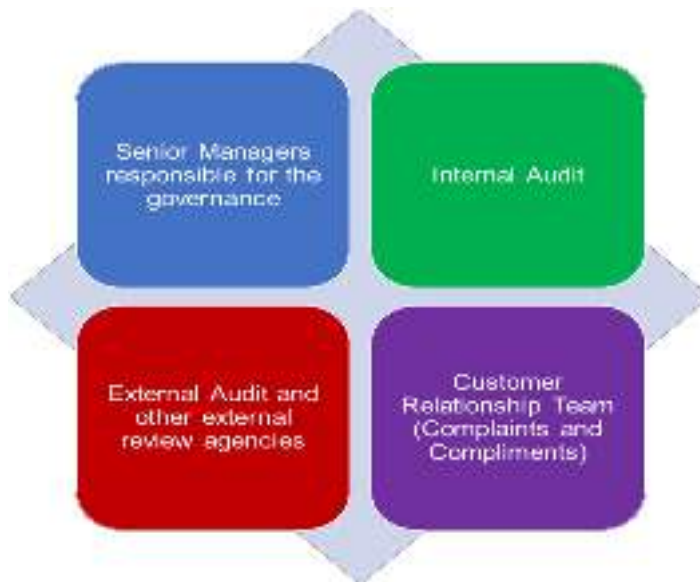 Senior Managers
responsible for the
governance
Internal Audit
External Audit and
other external
review agencies
Customer
Relationship Team
(Complaints and
Compliments)